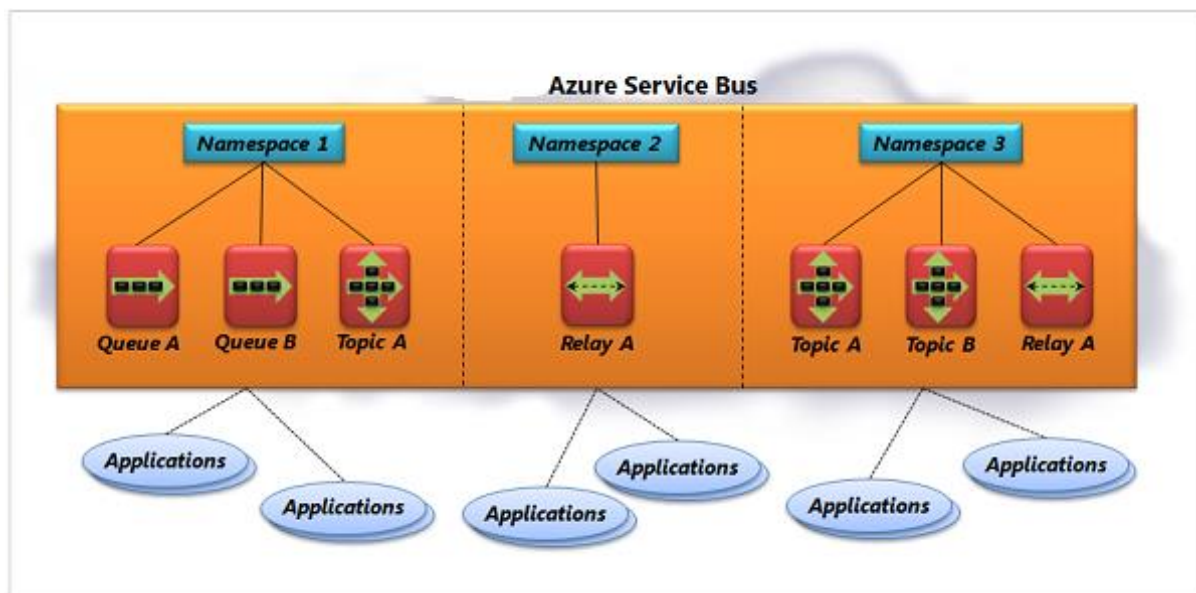 Azure Service Bus
Namespace 1
Namespace 2
Namespace 3
Queue A
Queue B
Topic A
Relay A
Topic A
Topic B
Relay A
Applications
Applications
Applications
Applications
Applications
Applications